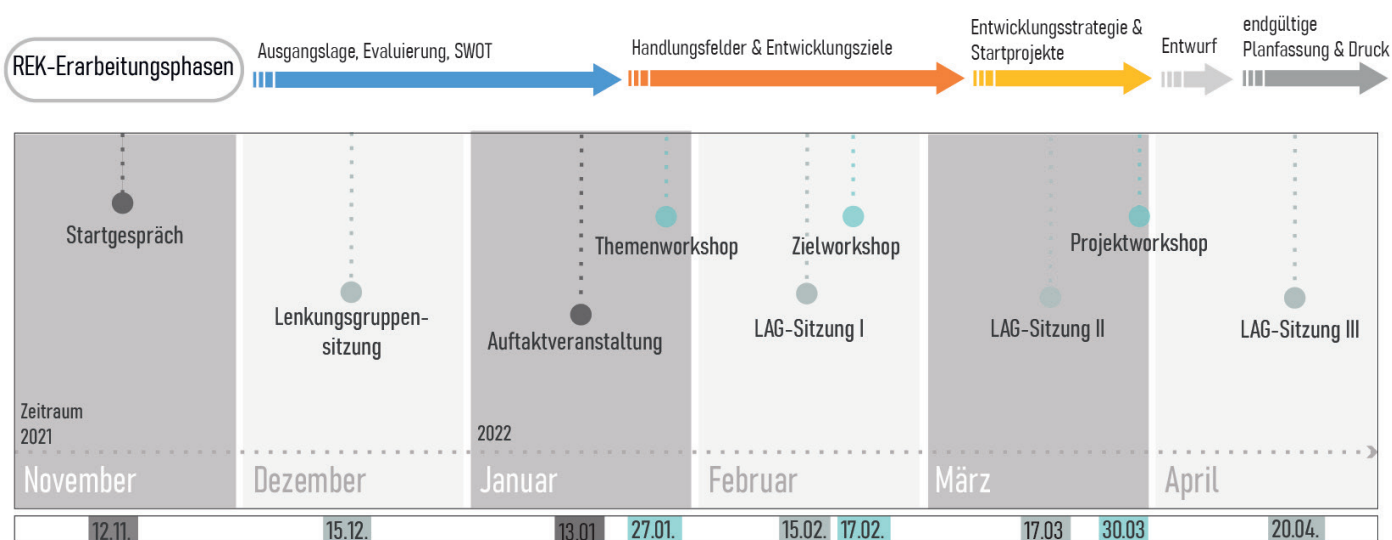 REK-Erarbeitungsphasen
Ausgangslage, Evaluierung, SWOT
Handlungsfelder & Entwicklungsziele
Entwicklungsstrategie &
Startprojekte
Entwurf
endgültige
Planfassung & Druck
Startgespräch
Lenkungsgruppen-
sitzung
Auftaktveranstaltung
Themenworkshop
Zielworkshop
LAG-Sitzung I
Projektworkshop
LAG-Sitzung II
LAG-Sitzung III
Zeitraum
2021
2022
November
Dezember
Januar
Februar
März
April
12.11.
15.12.
13.01
27.01.
15.02.
17.02.
17.03
30.03
20.04.